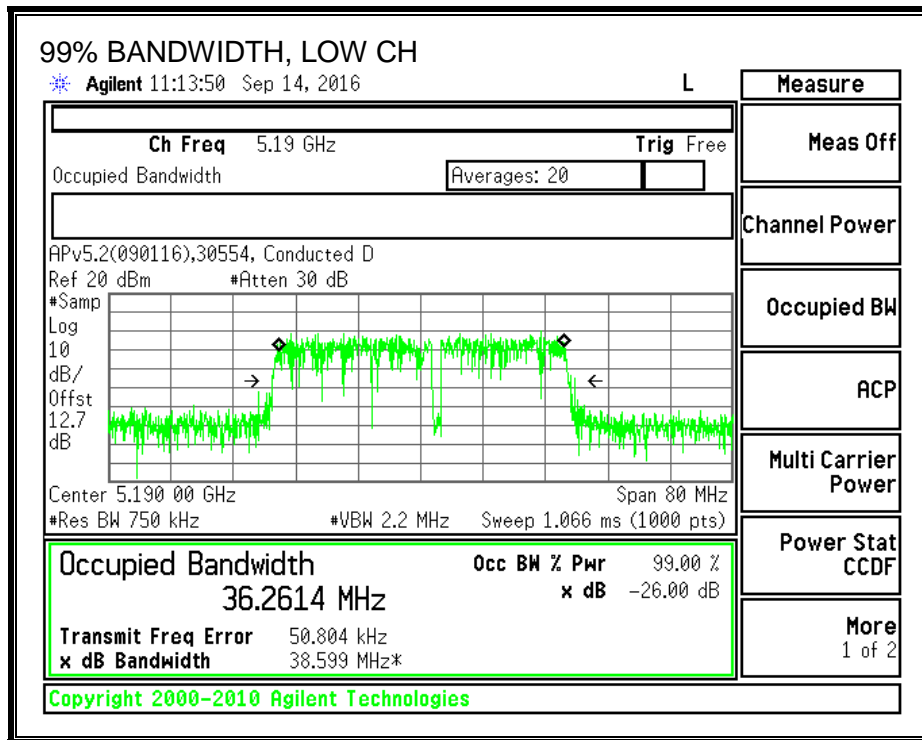 99% BANDWIDTH, LOW CH
Agilent 11:13:50 Sep 14, 2016 L
Measure
Ch Freq 5.19 GHz Trig Free
Meas Off
Occupied Bandwidth Averages: 20
Channel Power
APv5.2(090116),30554, Conducted D
Ref 20 dBm #Atten 30 dB
#Samp
Log
10
dB/
Offst
12.7
dB
Occupied BW
ACP
Multi Carrier
Power
Center 5.190 00 GHz Span 80 MHz
#Res BW 750 kHz #VBW 2.2 MHz Sweep 1.066 ms (1000 pts)
Power Stat
CCDF
Occupied Bandwidth Occ BW % Pwr 99.00 %
36.2614 MHz x dB -26.00 dB
Transmit Freq Error 50.804 kHz
x dB Bandwidth 38.599 MHz*
More
1 of 2
Copyright 2000-2010 Agilent Technologies